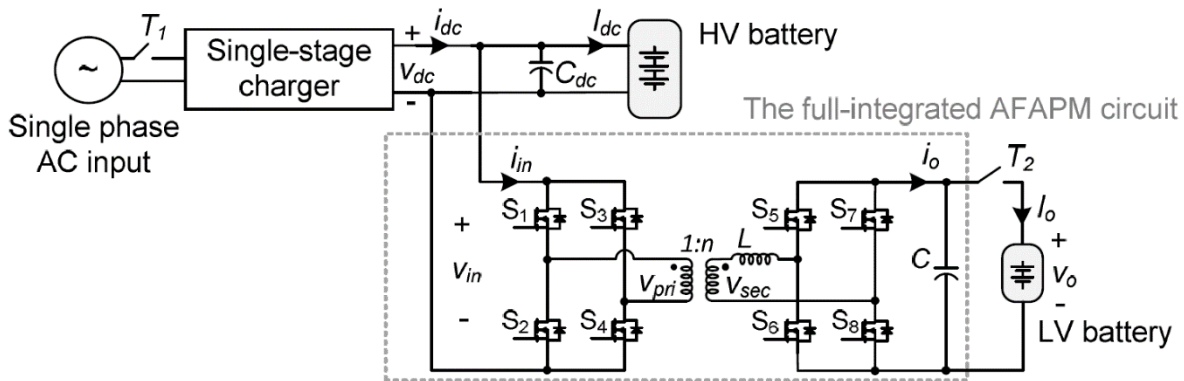 T1
~
Single phase
AC input
Single-stage
charger
+
vdc
-
idc
Idc
Cdc
HV battery
The full-integrated AFAPM circuit
iin
+
vin
-
S1
S3
S2
S4
1:n
vpri
vsec
L
S5
S7
S6
S8
io
C
T2
Io
+
vo
-
LV battery